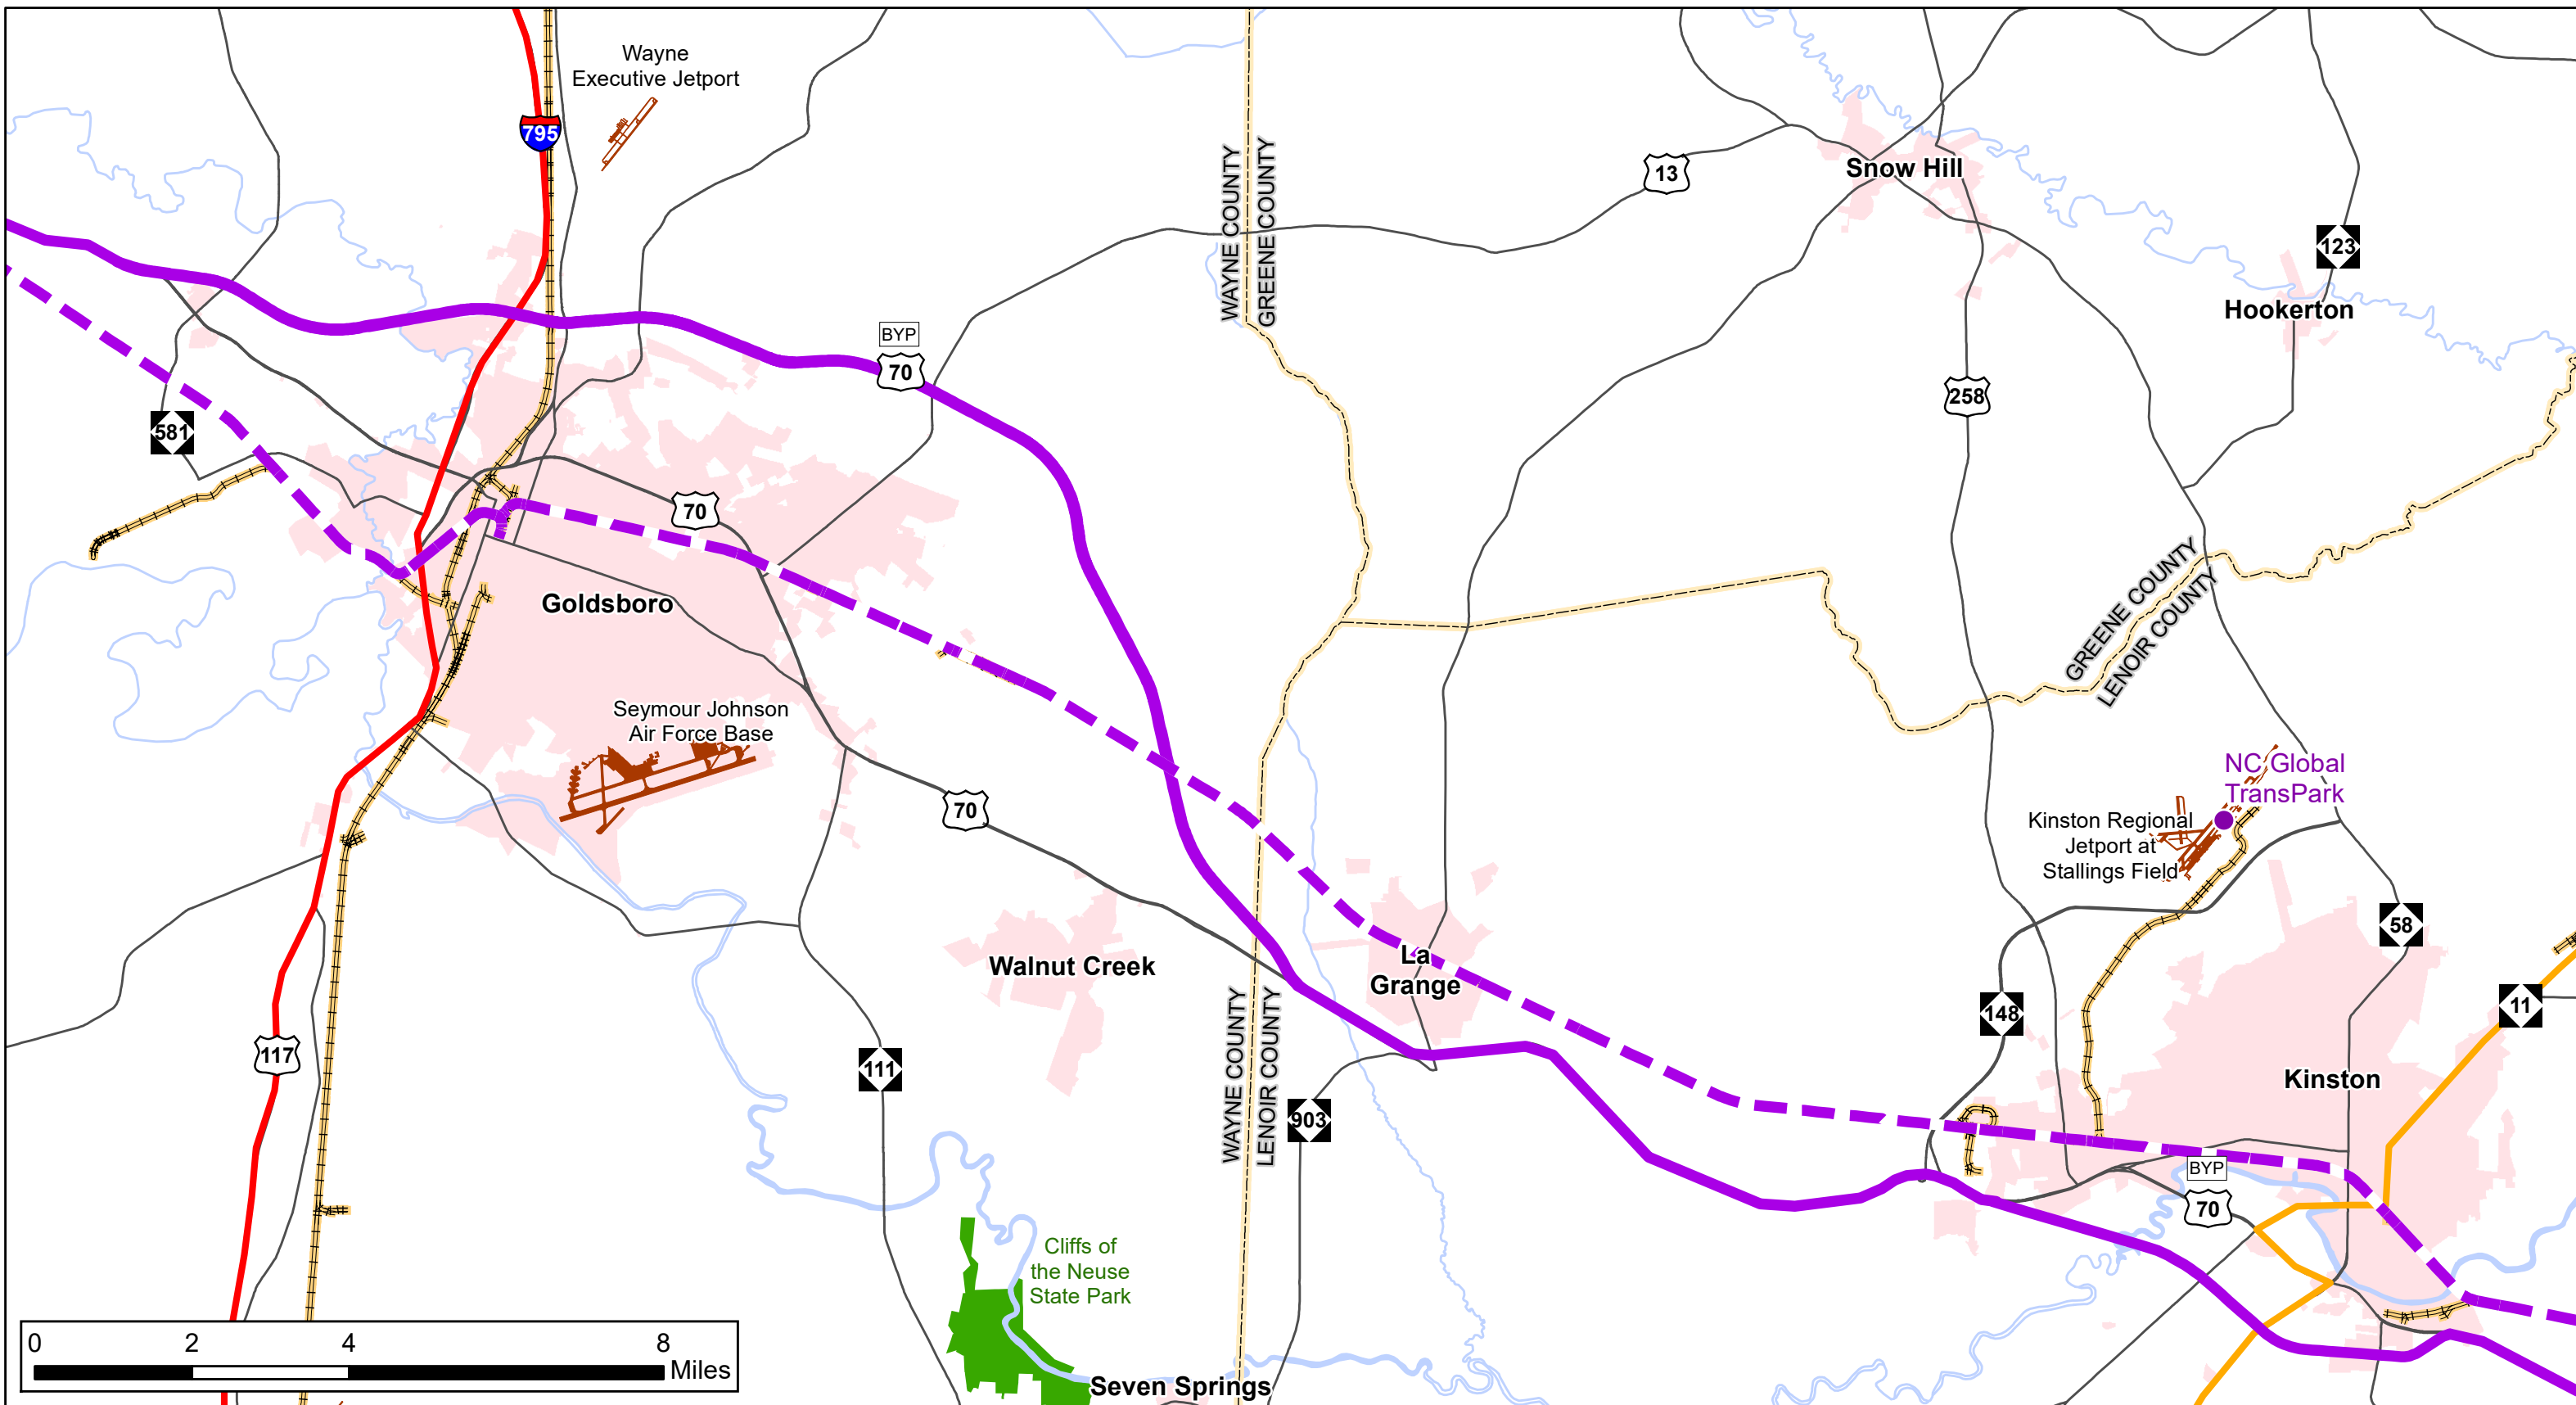 Wayne
Executive Jetport
795
WAYNE COUNTY
GREENE COUNTY
13
Snow Hill
123
Hookerton
BYP
70
258
581
70
GREENE COUNTY
LENOIR COUNTY
Goldsboro
Seymour Johnson
Air Force Base
70
NC Global
TransPark
Kinston Regional
Jetport at
Stallings Field
58
La
Grange
Walnut Creek
148
11
117
111
WAYNE COUNTY
LENOIR COUNTY
903
Kinston
BYP
70
Cliffs of
the Neuse
State Park
Seven Springs
0 2 4 8
Miles